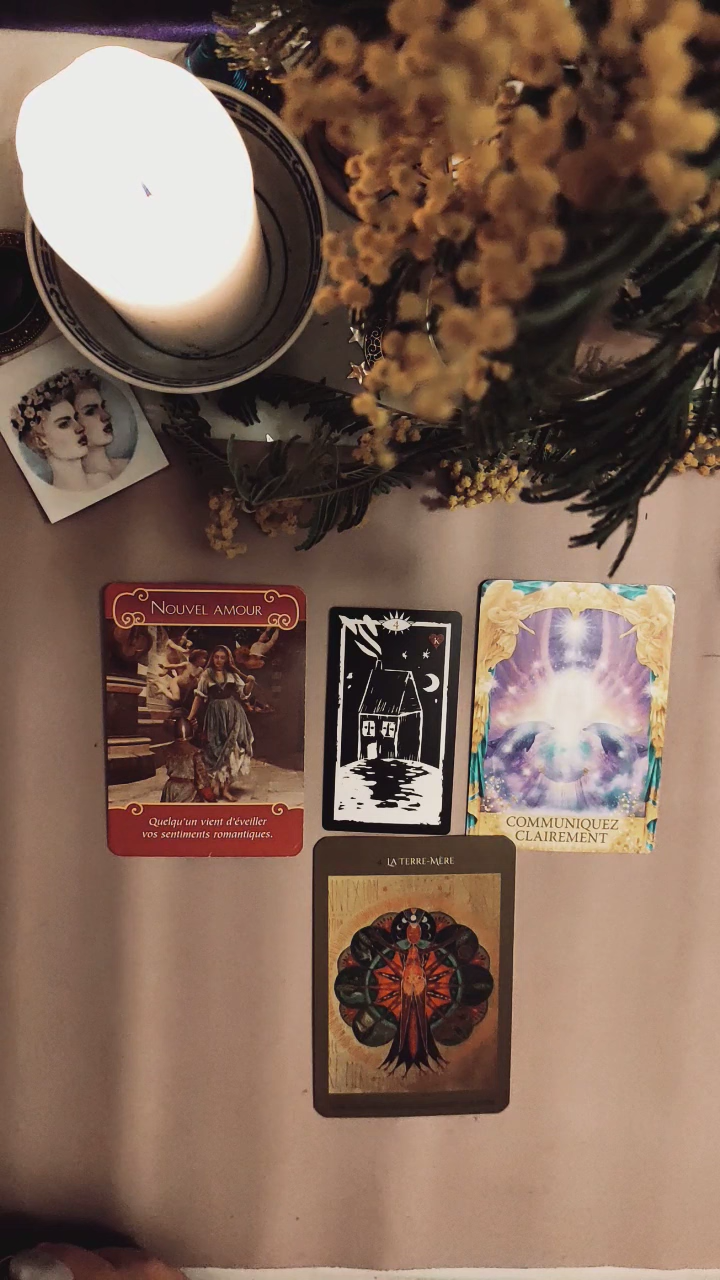 NOUVEL AMOUR
Quelqu'un vient d'éveiller
vos sentiments romantiques.
4
K
COMMUNIQUEZ
CLAIREMENT
LA TERRE-MÈRE